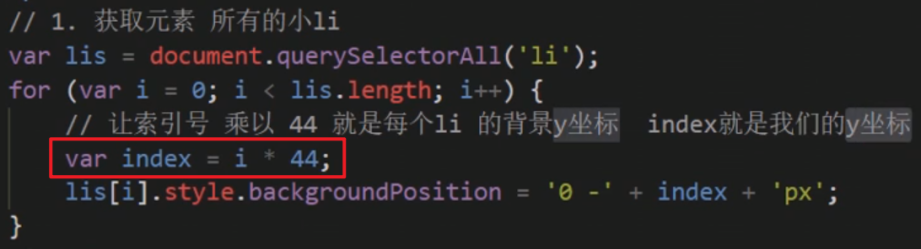 // 1. 获取元素 所有的小li
var lis = document.querySelectorAll('li');
for (var i = 0; i < lis.length; i++) {
    // 让索引号 乘以 44 就是每个li 的背景y坐标  index就是我们的y坐标
    var index = i * 44;
    lis[i].style.backgroundPosition = '0 -' + index + 'px';
}